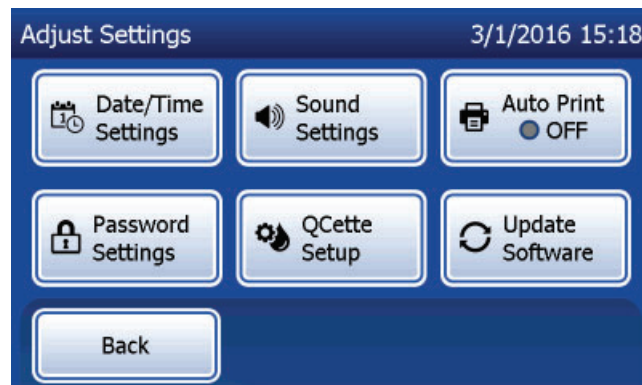 Adjust Settings 3/1/2016 15:18
Date/Time
Settings
Sound
Settings
Auto Print
OFF
Password
Settings
QCette
Setup
Update
Software
Back